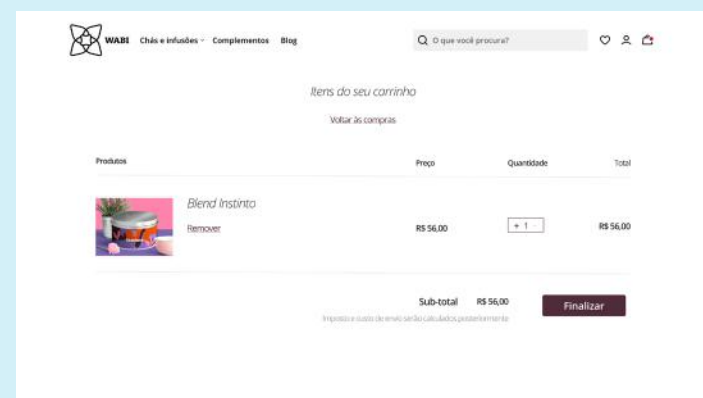 WABI Chás e infusões Complementos Blog O que você procura?
Itens do seu carrinho
Voltar às compras
Produtos Preço Quantidade Total
Blend Instinto
Remover R$ 56,00 + 1 - R$ 56,00
Sub-total R$ 56,00 Finalizar
Imposto e custo de envio serão calculados posteriormente